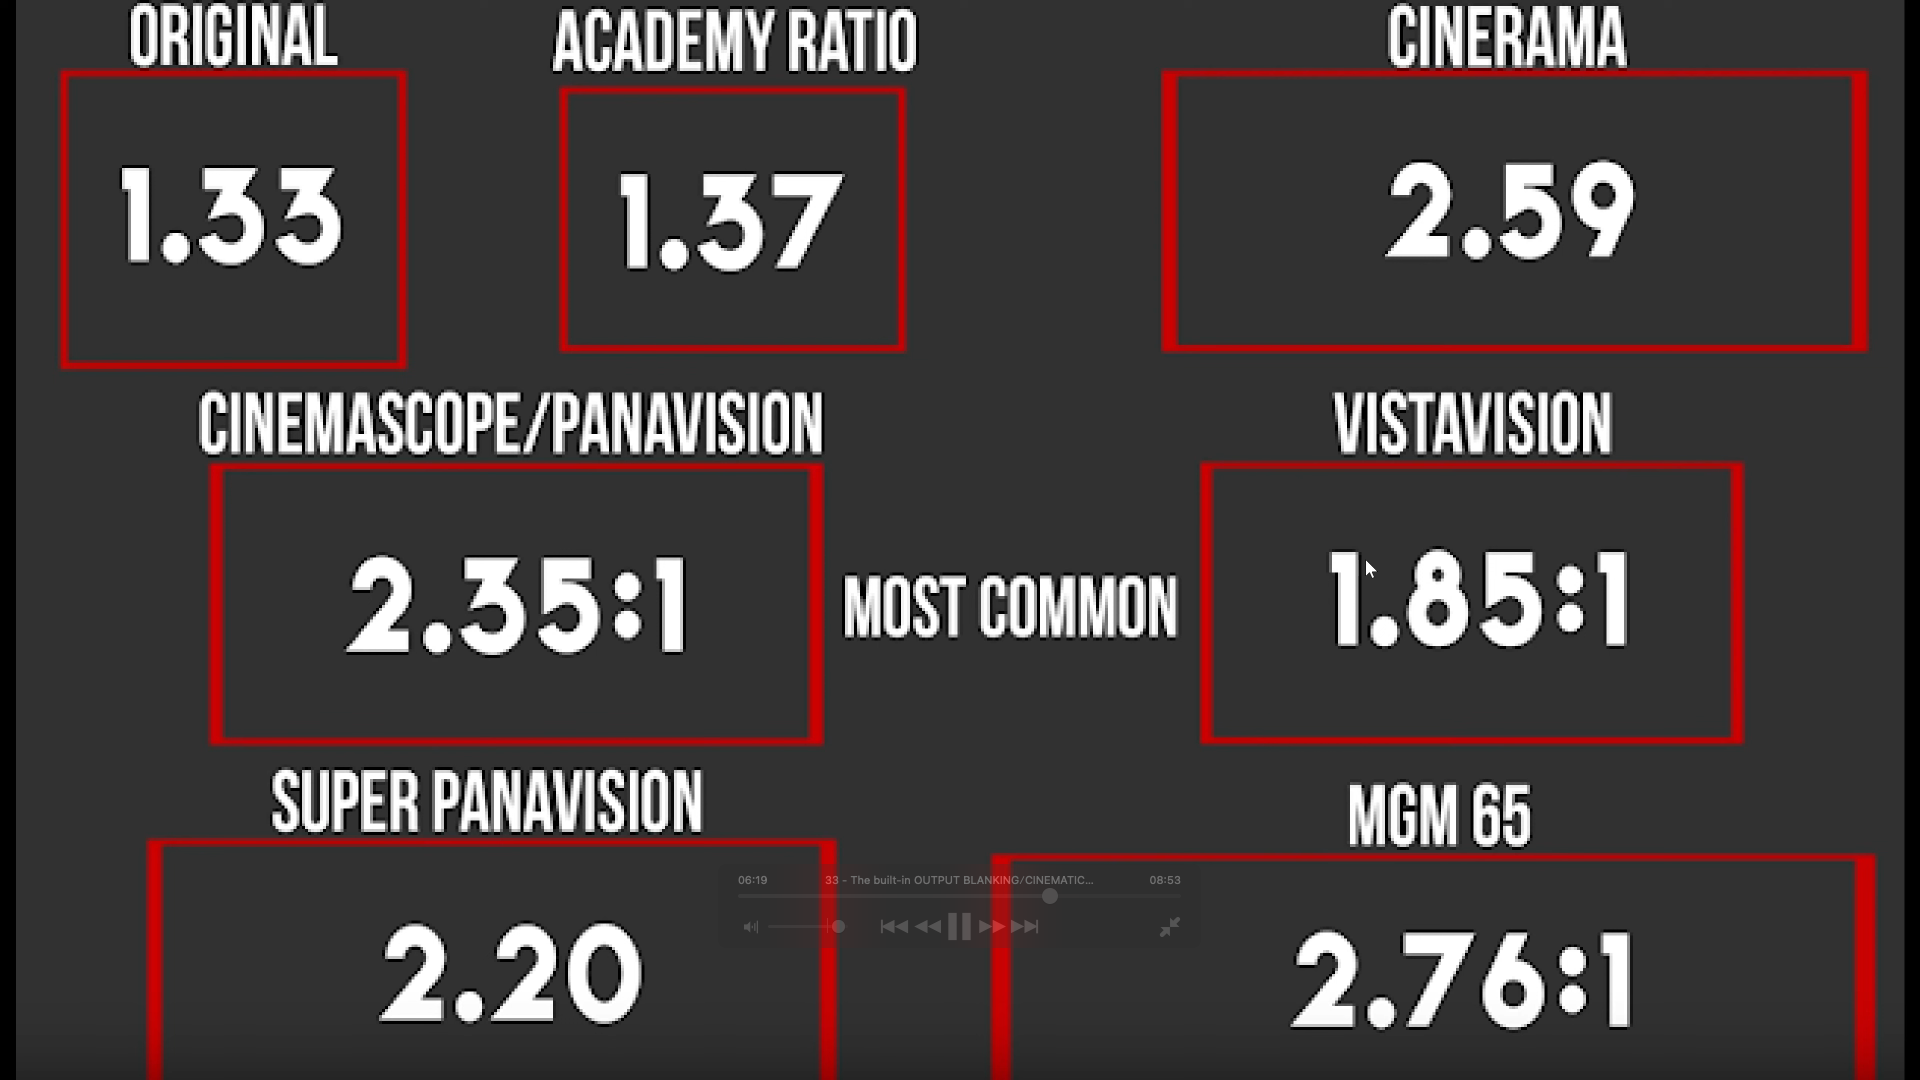 ORIGINAL
ACADEMY RATIO
CINERAMA
1.33
1.37
2.59
CINEMASCOPE/PANAVISION
VISTAVISION
2.35:1
MOST COMMON
1.85:1
SUPER PANAVISION
MGM 65
06:19
33 - The built-in OUTPUT BLANKING/CINEMATIC...
08:53
2.20
2.76:1